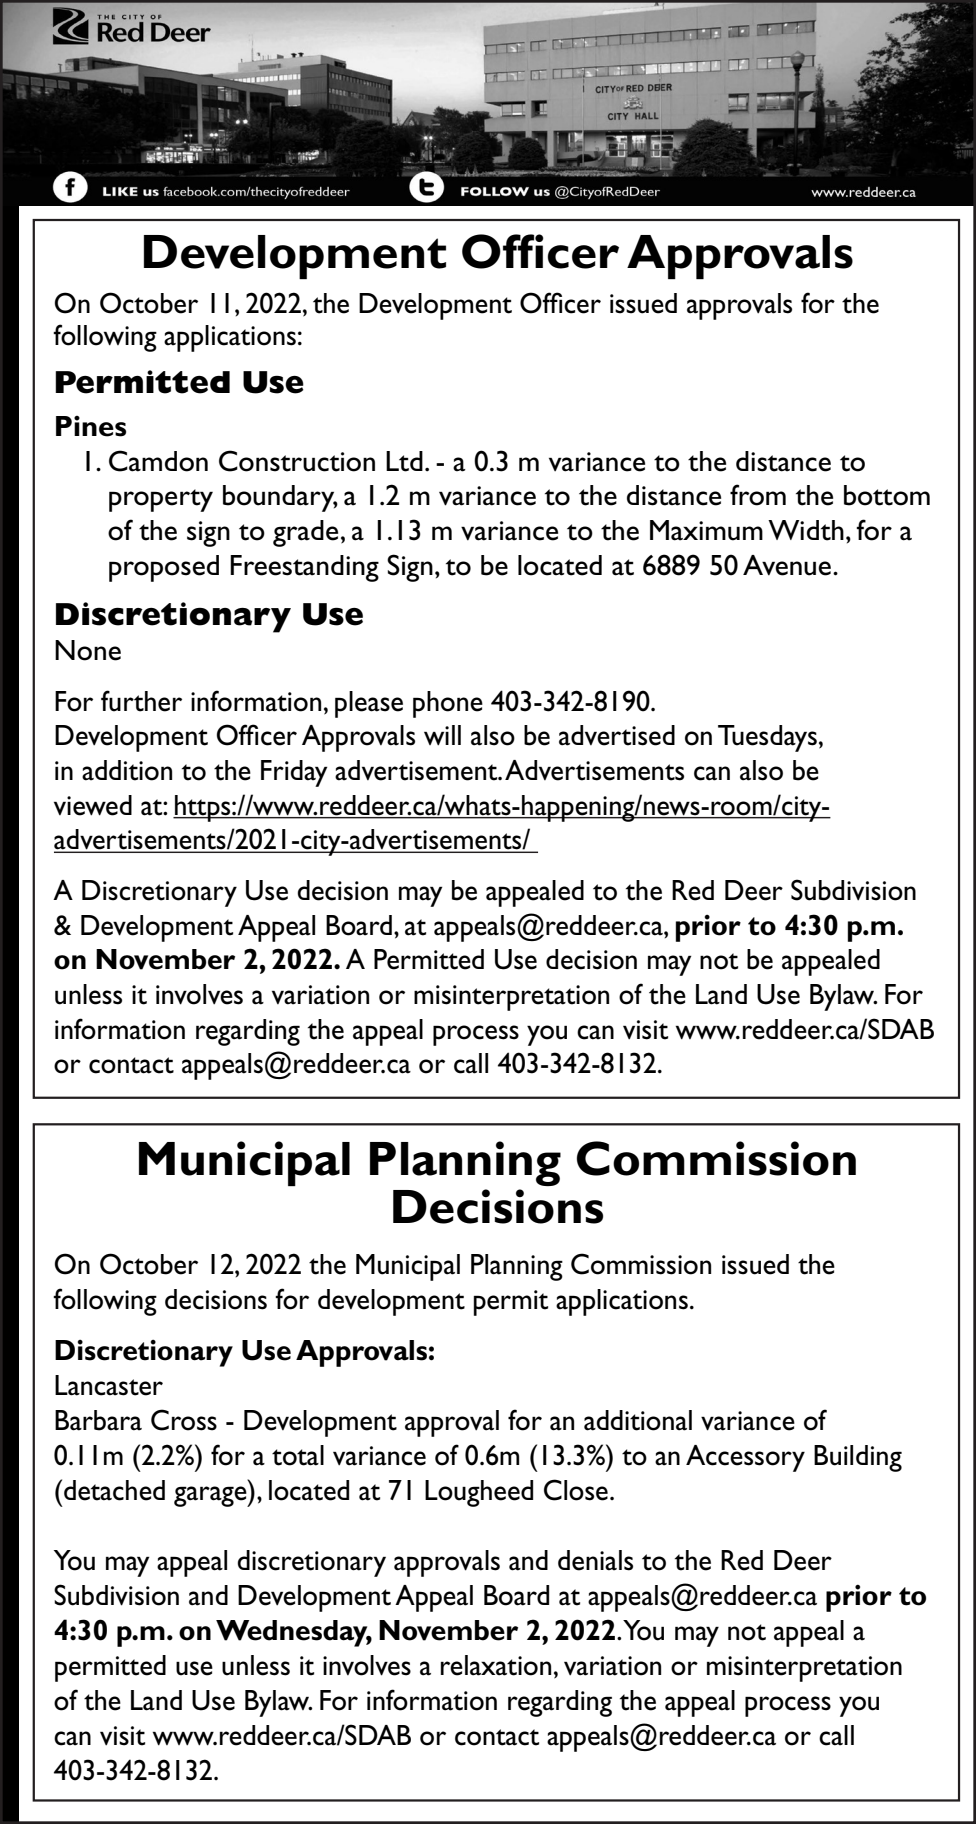 THE CITY OF
Red Deer
CITY OF RED DEER
CITY HALL
LIKE us facebook.com/thecityofreddeer
FOLLOW us @CityofRedDeer
www.reddeer.ca
Development Officer Approvals
On October 11, 2022, the Development Officer issued approvals for the
following applications:
Permitted Use
Pines
1. Camdon Construction Ltd. - a 0.3 m variance to the distance to
property boundary, a 1.2 m variance to the distance from the bottom
of the sign to grade, a 1.13 m variance to the Maximum Width, for a
proposed Freestanding Sign, to be located at 6889 50 Avenue.
Discretionary Use
None
For further information, please phone 403-342-8190.
Development Officer Approvals will also be advertised on Tuesdays,
in addition to the Friday advertisement. Advertisements can also be
viewed at: https://www.reddeer.ca/whats-happening/news-room/city-
advertisements/2021-city-advertisements/
A Discretionary Use decision may be appealed to the Red Deer Subdivision
& Development Appeal Board, at appeals@reddeer.ca, prior to 4:30 p.m.
on November 2, 2022. A Permitted Use decision may not be appealed
unless it involves a variation or misinterpretation of the Land Use Bylaw. For
information regarding the appeal process you can visit www.reddeer.ca/SDAB
or contact appeals@reddeer.ca or call 403-342-8132.
Municipal Planning Commission
Decisions
On October 12, 2022 the Municipal Planning Commission issued the
following decisions for development permit applications.
Discretionary Use Approvals:
Lancaster
Barbara Cross - Development approval for an additional variance of
0.11m (2.2%) for a total variance of 0.6m (13.3%) to an Accessory Building
(detached garage), located at 71 Lougheed Close.
You may appeal discretionary approvals and denials to the Red Deer
Subdivision and Development Appeal Board at appeals@reddeer.ca prior to
4:30 p.m. on Wednesday, November 2, 2022. You may not appeal a
permitted use unless it involves a relaxation, variation or misinterpretation
of the Land Use Bylaw. For information regarding the appeal process you
can visit www.reddeer.ca/SDAB or contact appeals@reddeer.ca or call
403-342-8132.